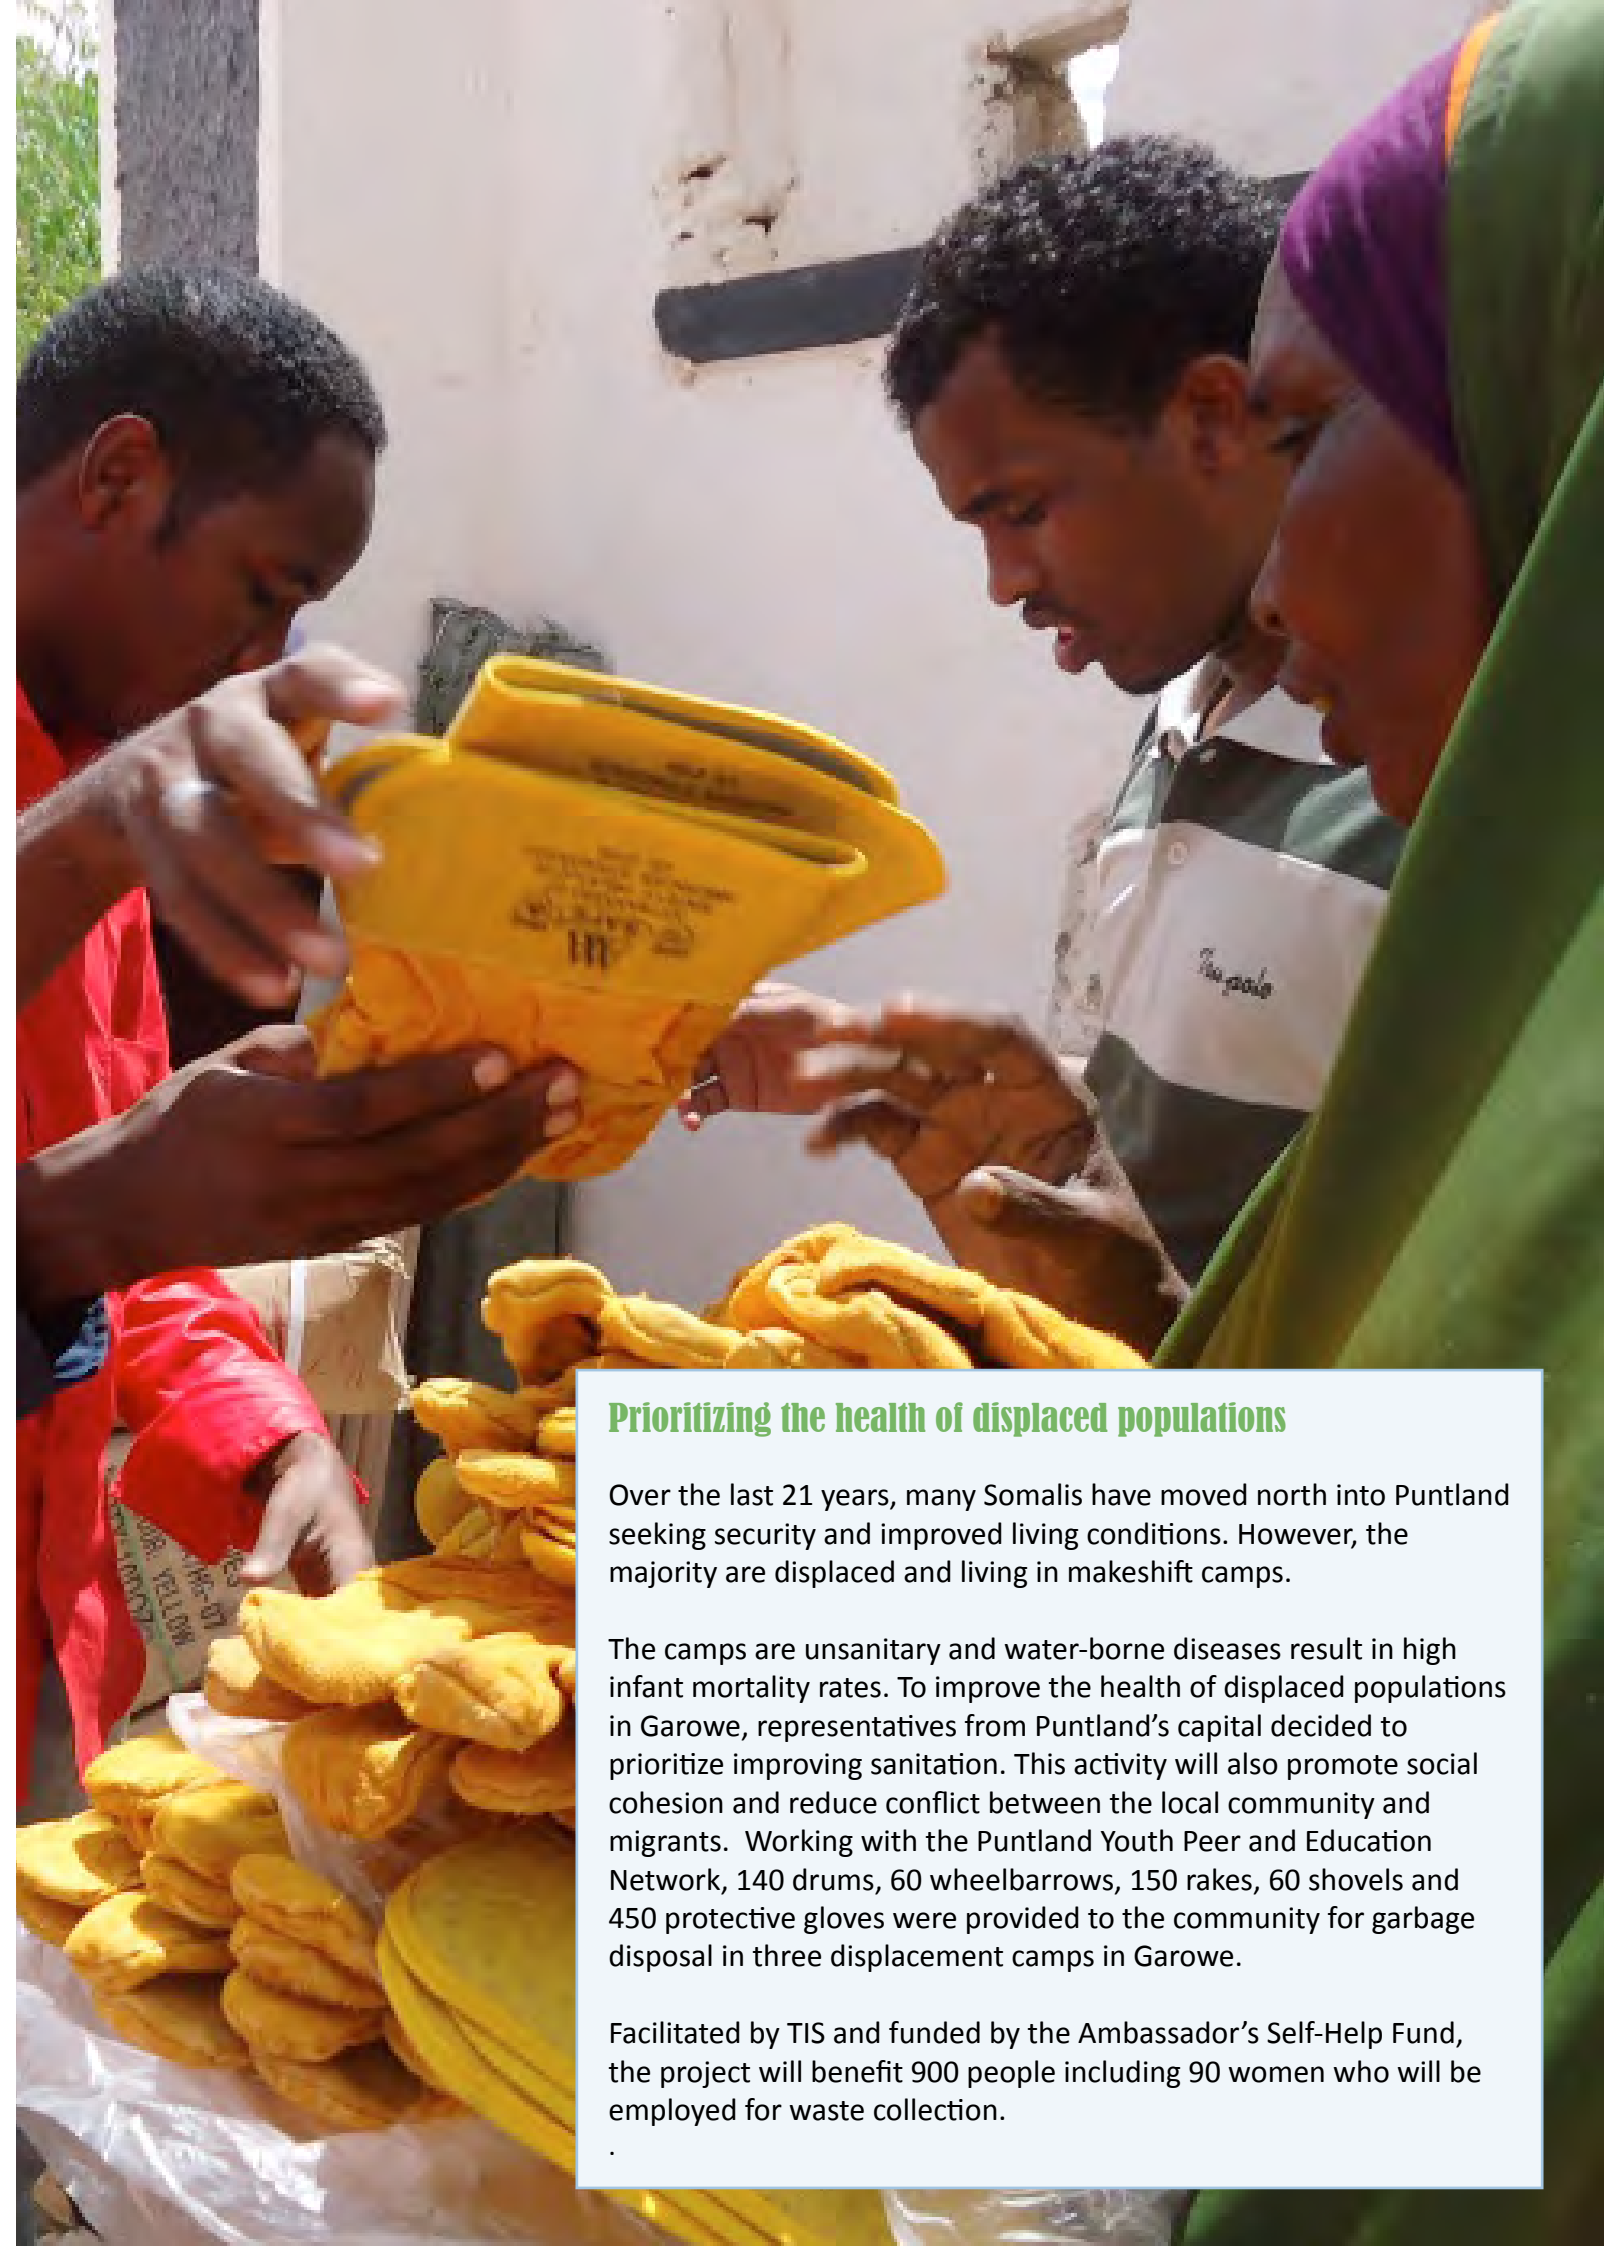 Tru polo
YELLOW
Prioritizing the health of displaced populations
Over the last 21 years, many Somalis have moved north into Puntland
seeking security and improved living conditions. However, the
majority are displaced and living in makeshift camps.
The camps are unsanitary and water-borne diseases result in high
infant mortality rates. To improve the health of displaced populations
in Garowe, representatives from Puntland’s capital decided to
prioritize improving sanitation. This activity will also promote social
cohesion and reduce conflict between the local community and
migrants.  Working with the Puntland Youth Peer and Education
Network, 140 drums, 60 wheelbarrows, 150 rakes, 60 shovels and
450 protective gloves were provided to the community for garbage
disposal in three displacement camps in Garowe.
Facilitated by TIS and funded by the Ambassador’s Self-Help Fund,
the project will benefit 900 people including 90 women who will be
employed for waste collection.
.